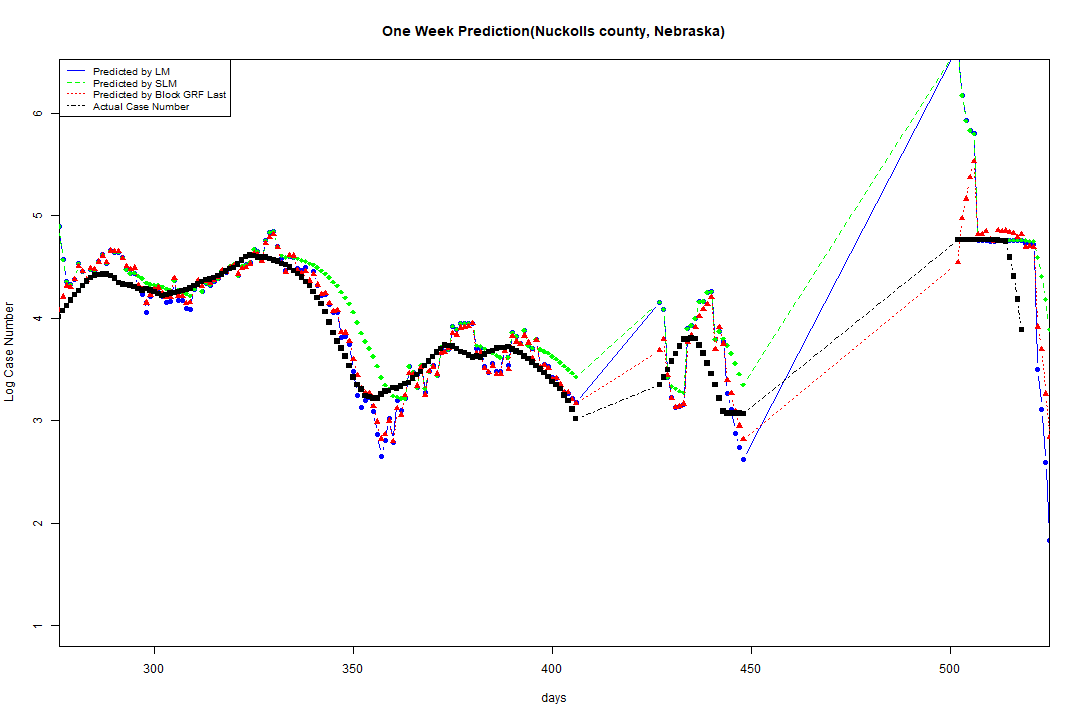 One Week Prediction(Nuckolls county, Nebraska)
Predicted by LM
Predicted by SLM
Predicted by Block GRF Last
Actual Case Number
Log Case Number
6
5
4
3
2
1
300
350
400
450
500
days